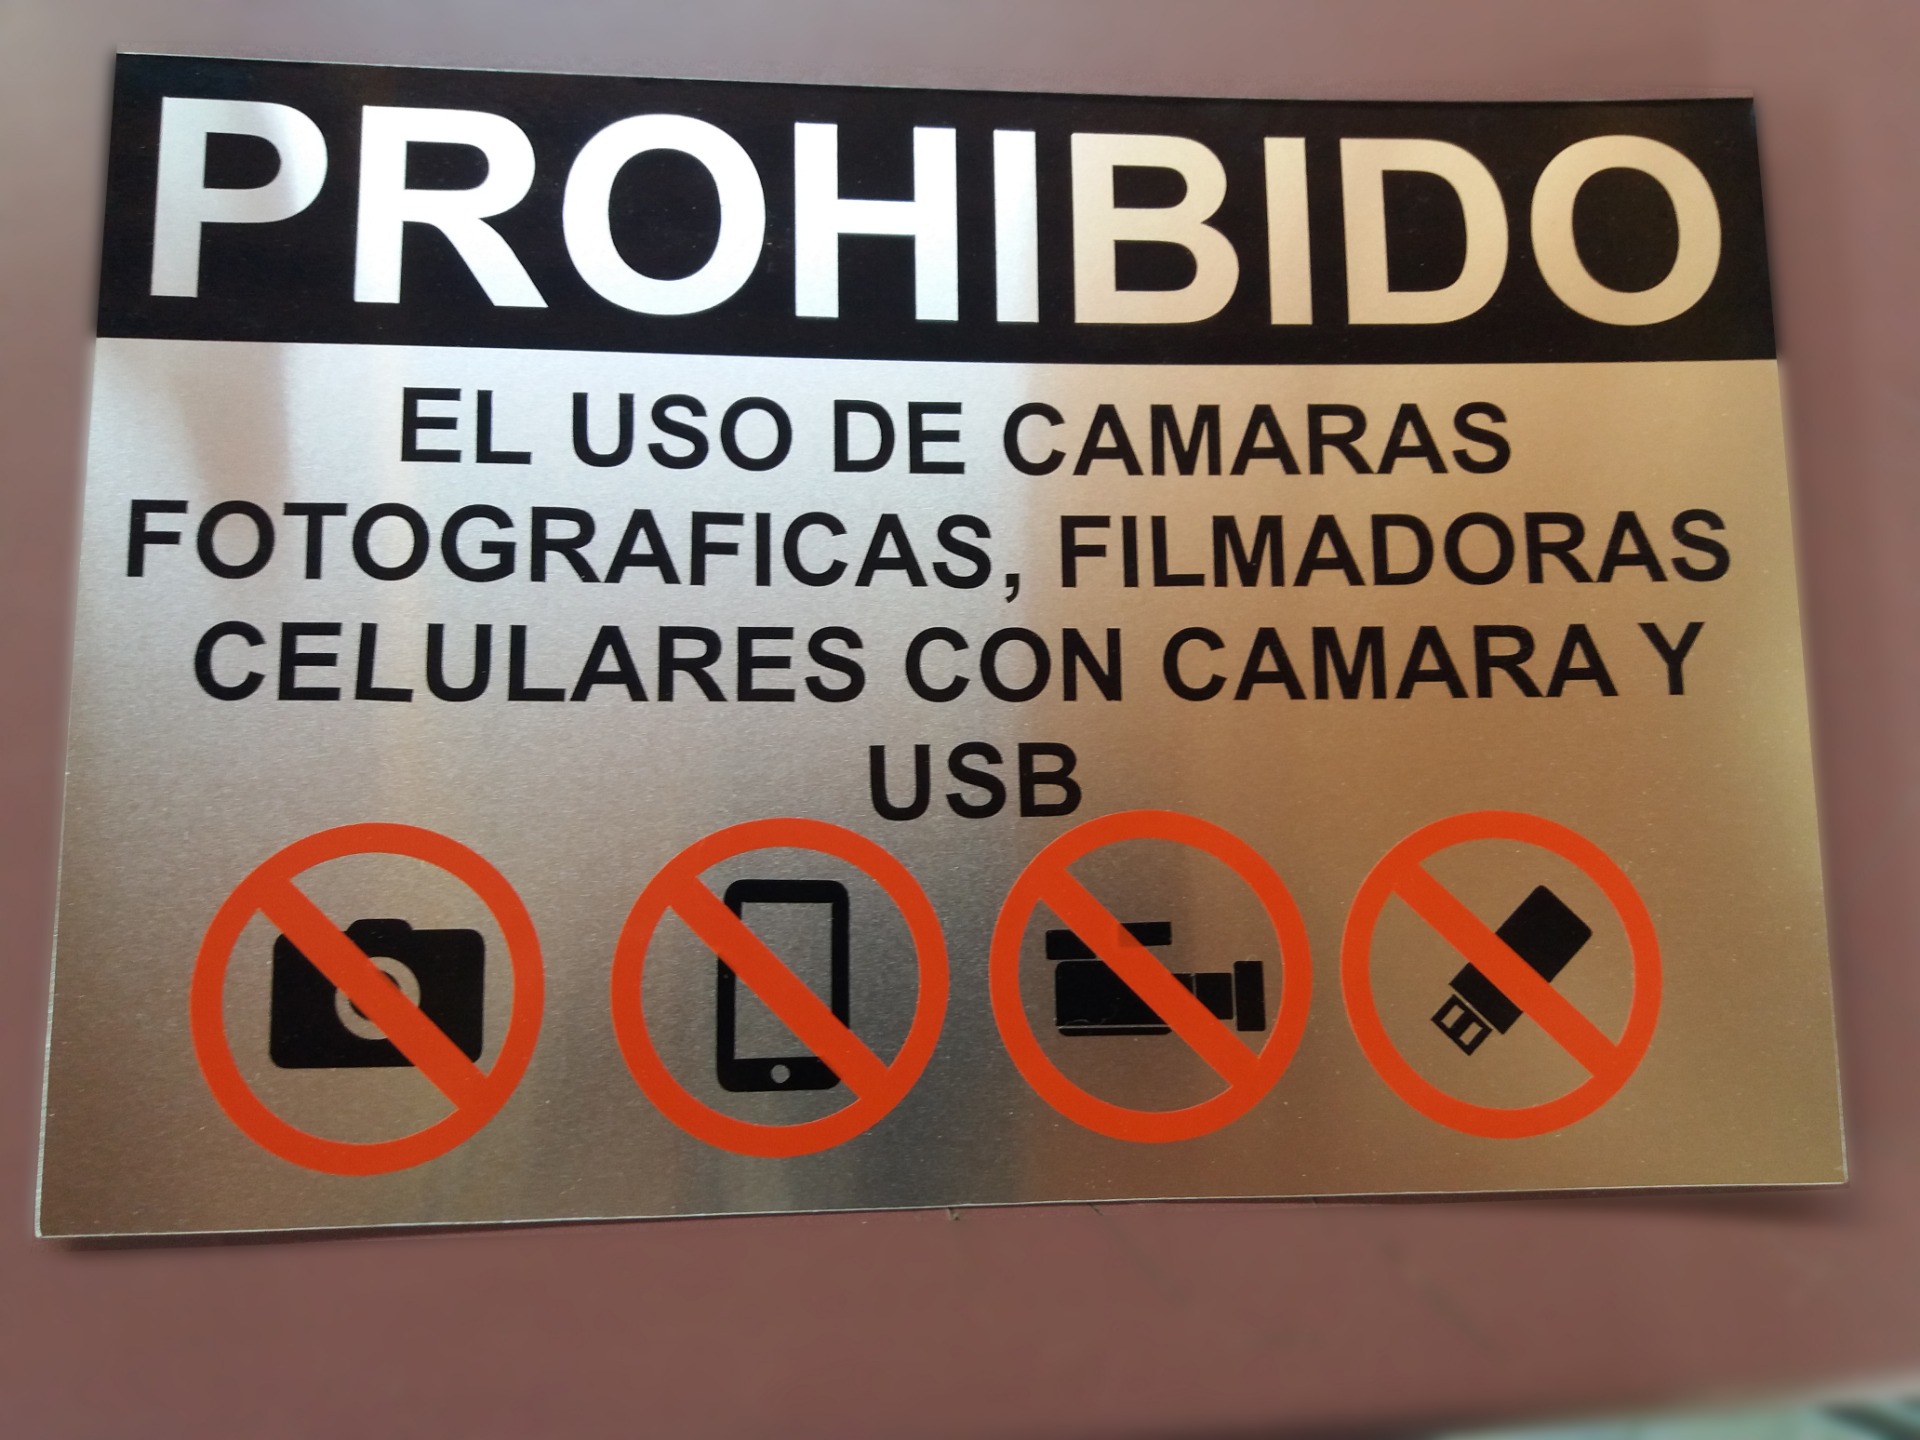 PROHIBIDO
EL USO DE CAMARAS
FOTOGRAFICAS, FILMADORAS
CELULARES CON CAMARA Y
USB